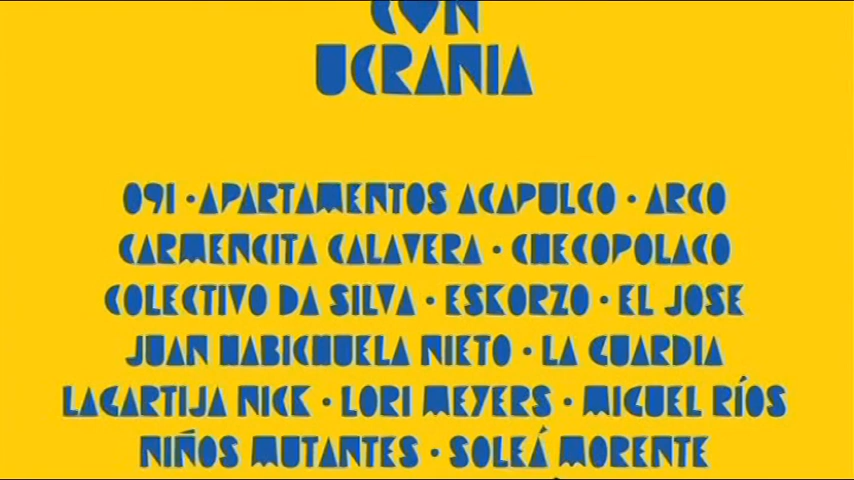 CON
UCRANIA
091 · APARTAMENTOS ACAPULCO · ARCO
CARMENCITA CALAVERA · CHECOPOLACO
COLECTIVO DA SILVA · ESKORZO · EL JOSE
JUAN HABICHUELA NIETO · LA GUARDIA
LAGARTIJA NICK · LORI MEYERS · MIGUEL RÍOS
NIÑOS MUTANTES · SOLEÁ MORENTE